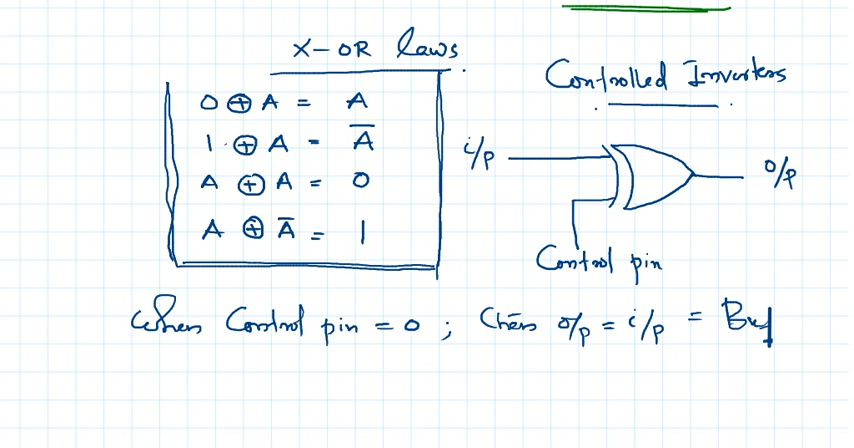 X-OR laws
0 ⊕ A = A
1 ⊕ A = A̅
A ⊕ A = 0
A ⊕ A̅ = 1
Controlled Inverters
i/p
o/p
Control pin
When Control pin = 0 ; then o/p = i/p = Buf